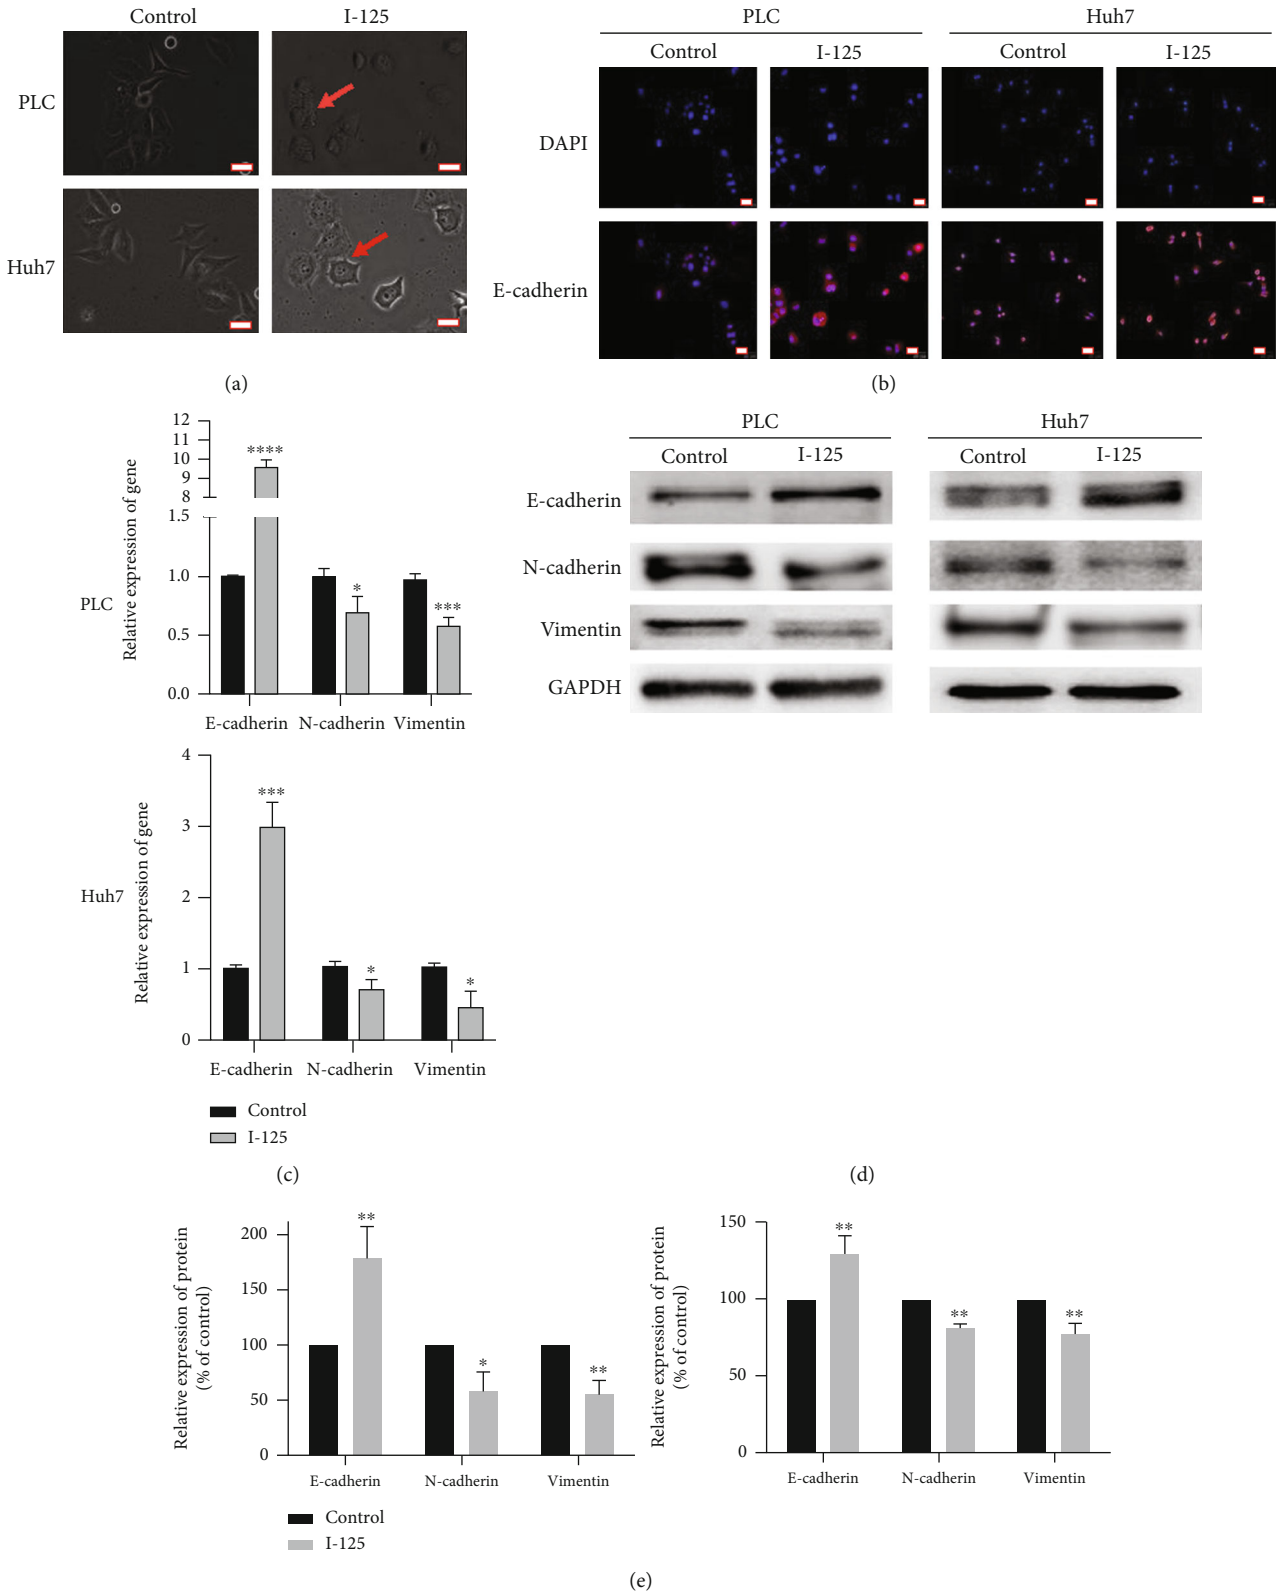 Control I-125
PLC
Huh7
(a)
PLC Huh7
Control I-125 Control I-125
DAPI
E-cadherin
(b)
Relative expression of gene
PLC
12
11
10
9
8
1.5
1.0
0.5
0.0
**** * ***
E-cadherin N-cadherin Vimentin
Relative expression of gene
Huh7
4
3
2
1
0
*** * *
E-cadherin N-cadherin Vimentin
Control
I-125
(c)
PLC Huh7
Control I-125 Control I-125
E-cadherin
N-cadherin
Vimentin
GAPDH
(d)
Relative expression of protein
(% of control)
200
150
100
50
0
** * **
E-cadherin N-cadherin Vimentin
Control
I-125
Relative expression of protein
(% of control)
150
100
50
0
** ** **
E-cadherin N-cadherin Vimentin
(e)